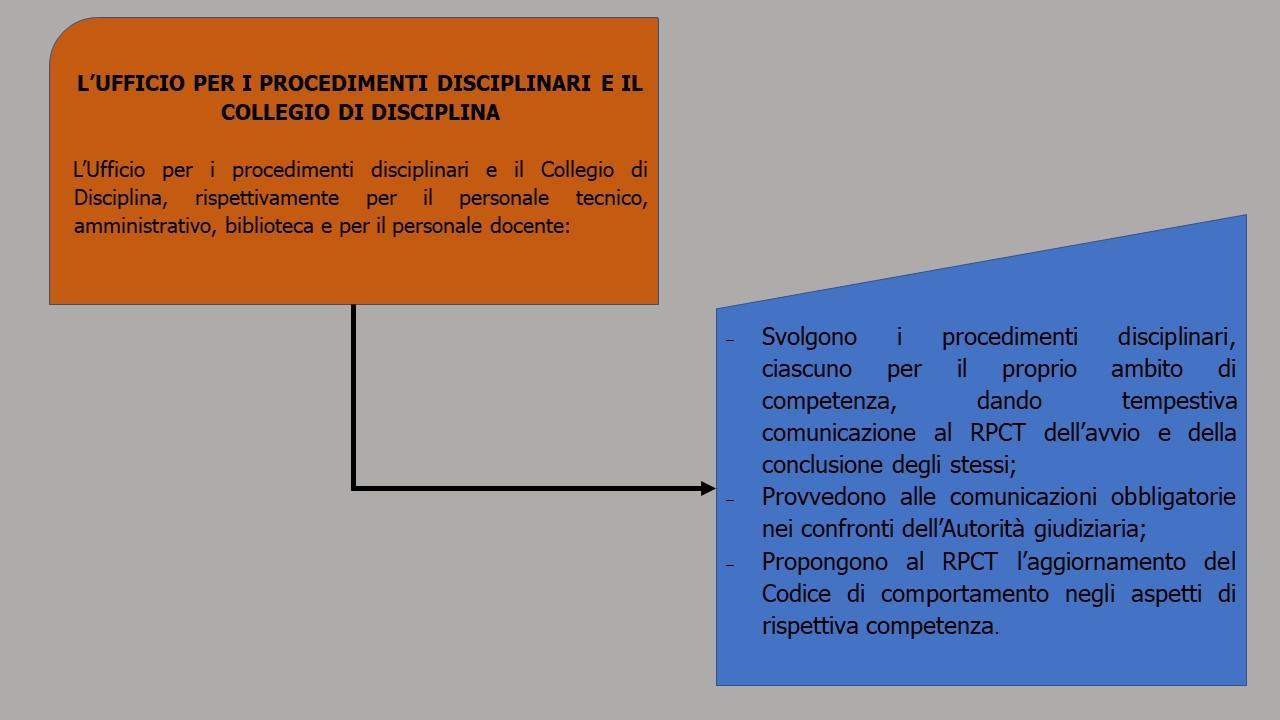 L’UFFICIO PER I PROCEDIMENTI DISCIPLINARI E IL
COLLEGIO DI DISCIPLINA
L’Ufficio per i procedimenti disciplinari e il Collegio di
Disciplina, rispettivamente per il personale tecnico,
amministrativo, biblioteca e per il personale docente:
– Svolgono i procedimenti disciplinari,
ciascuno per il proprio ambito di
competenza, dando tempestiva
comunicazione al RPCT dell’avvio e della
conclusione degli stessi;
– Provvedono alle comunicazioni obbligatorie
nei confronti dell’Autorità giudiziaria;
– Propongono al RPCT l’aggiornamento del
Codice di comportamento negli aspetti di
rispettiva competenza.